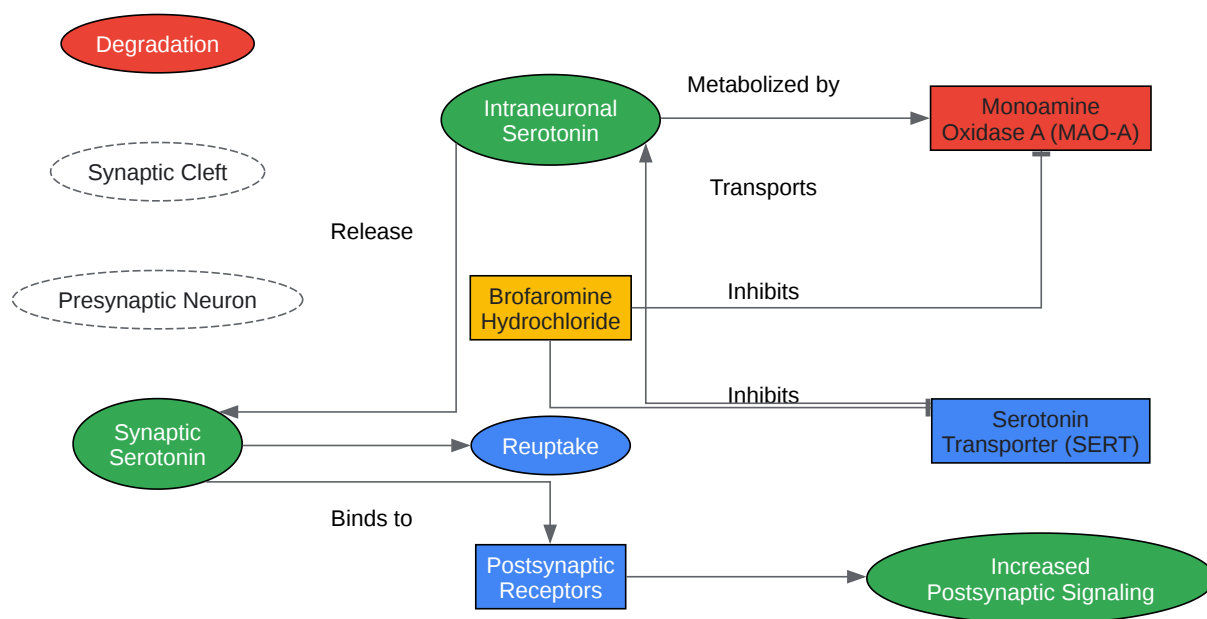 Degradation
Intraneuronal
Serotonin
Metabolized by
Monoamine
Oxidase A (MAO-A)
Synaptic Cleft
Transports
Release
Presynaptic Neuron
Brofaromine
Hydrochloride
Inhibits
Inhibits
Synaptic
Serotonin
Reuptake
Serotonin
Transporter (SERT)
Binds to
Postsynaptic
Receptors
Increased
Postsynaptic Signaling